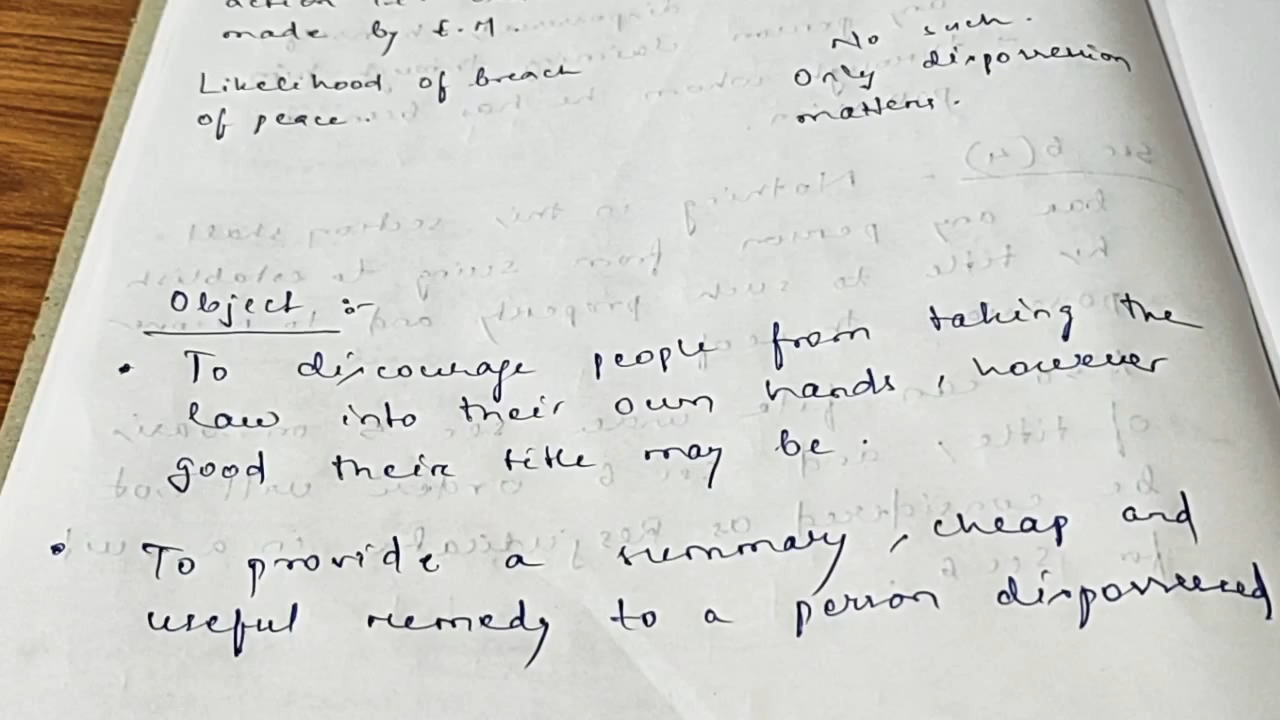 made by E.M.
Likelihood of breach
of peace.
No such.
Only dispossession
matters.
Object :-
• To discourage people from taking the
law into their own hands, however
good their title may be.
• To provide a summary, cheap and
useful remedy to a person dispossessed